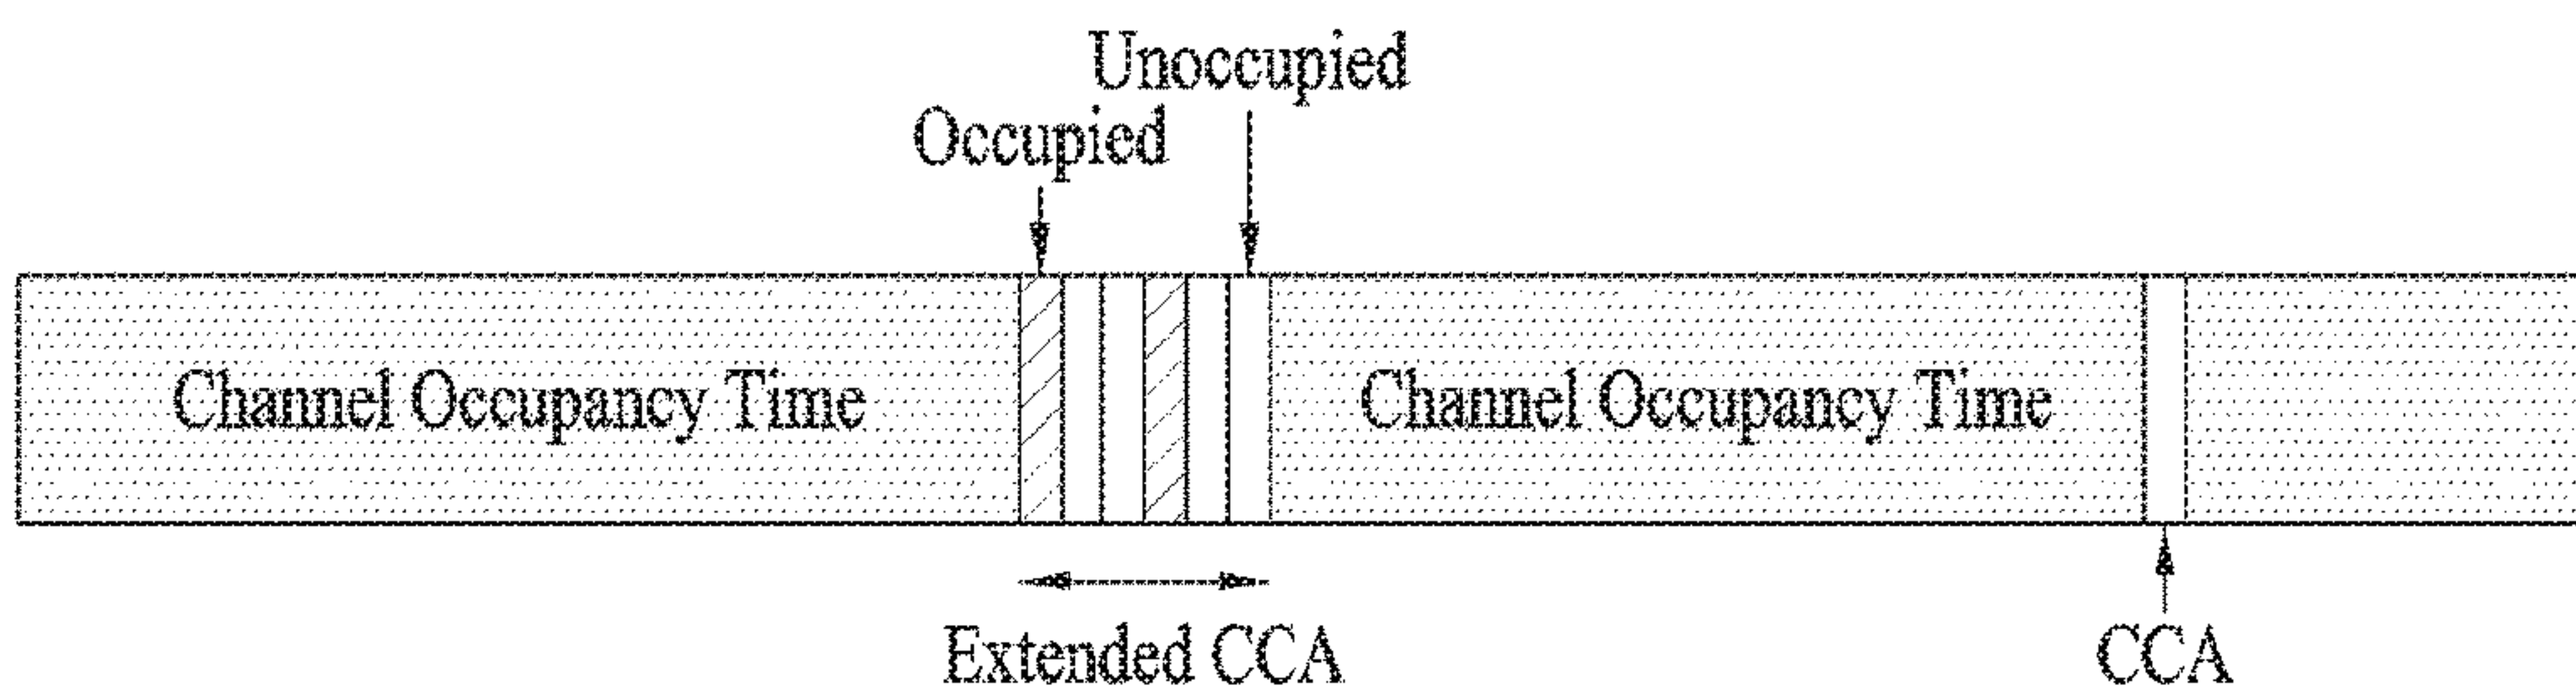 Unoccupied
Occupied
Channel Occupancy Time
Channel Occupancy Time
Extended CCA
CCA